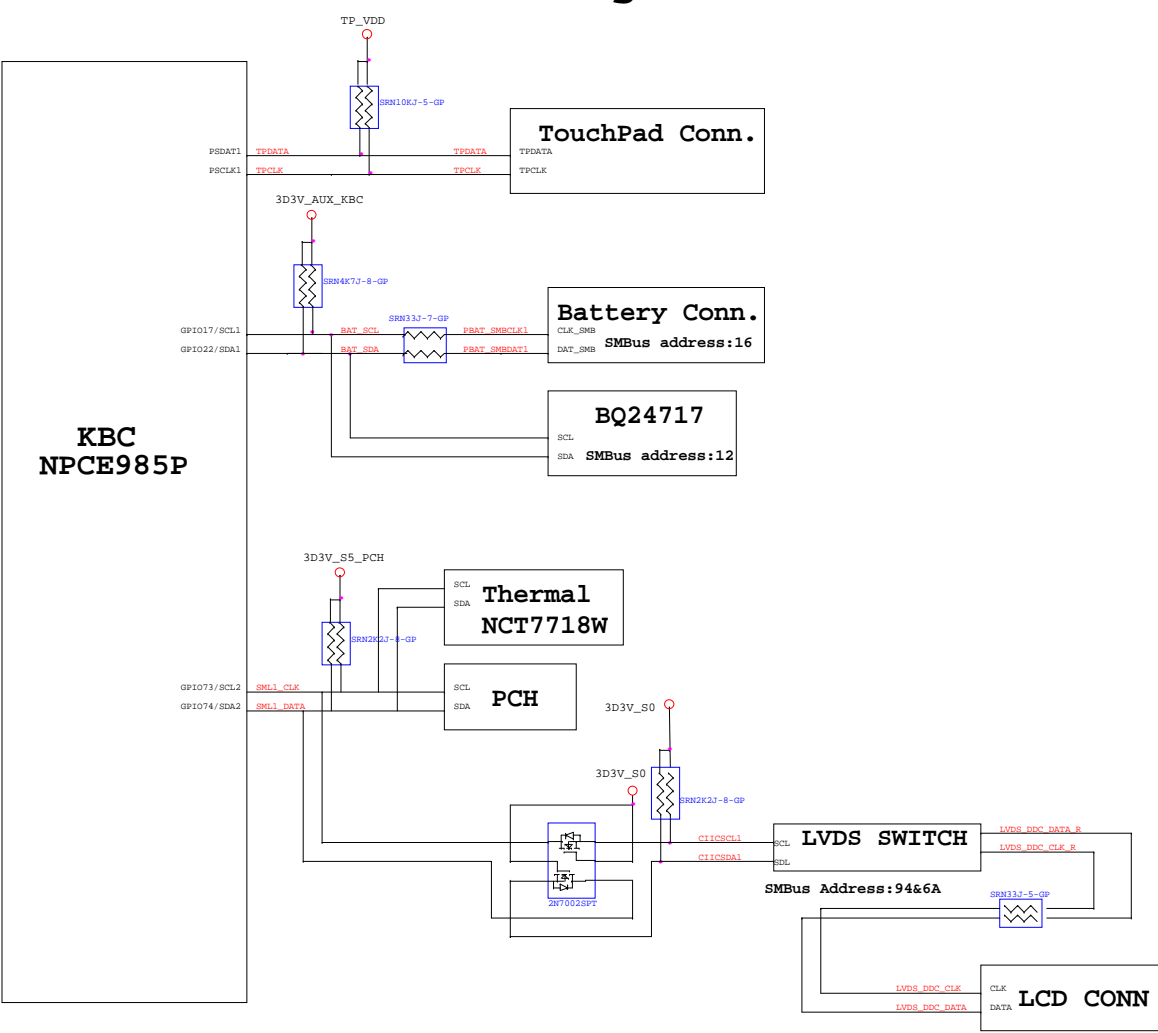 TP_VDD
SRN10KJ-5-GP
TouchPad Conn.
PSDAT1 TPDATA TPDATA TPDATA
PSCLK1 TPCLK TPCLK TPCLK
3D3V_AUX_KBC
SRN4K7J-8-GP
Battery Conn.
SRN33J-7-GP
GPIO17/SCL1 BAT_SCL PBAT_SMBCLK1 CLK_SMB
SMBus address:16
GPIO22/SDA1 BAT_SDA PBAT_SMBDAT1 DAT_SMB
BQ24717
SCL
SDA SMBus address:12
KBC
NPCE985P
3D3V_S5_PCH
SCL
Thermal
SDA
NCT7718W
SRN2K2J-8-GP
GPIO73/SCL2 SML1_CLK SCL
PCH
GPIO74/SDA2 SML1_DATA SDA
3D3V_S0
3D3V_S0
SRN2K2J-8-GP
LVDS_DDC_DATA_R
CIICSCL1 SCL LVDS SWITCH
LVDS_DDC_CLK_R
CIICSDA1 SDL
SMBus Address:94&6A
2N7002SPT
SRN33J-5-GP
LVDS_DDC_CLK CLK
LCD CONN
LVDS_DDC_DATA DATA